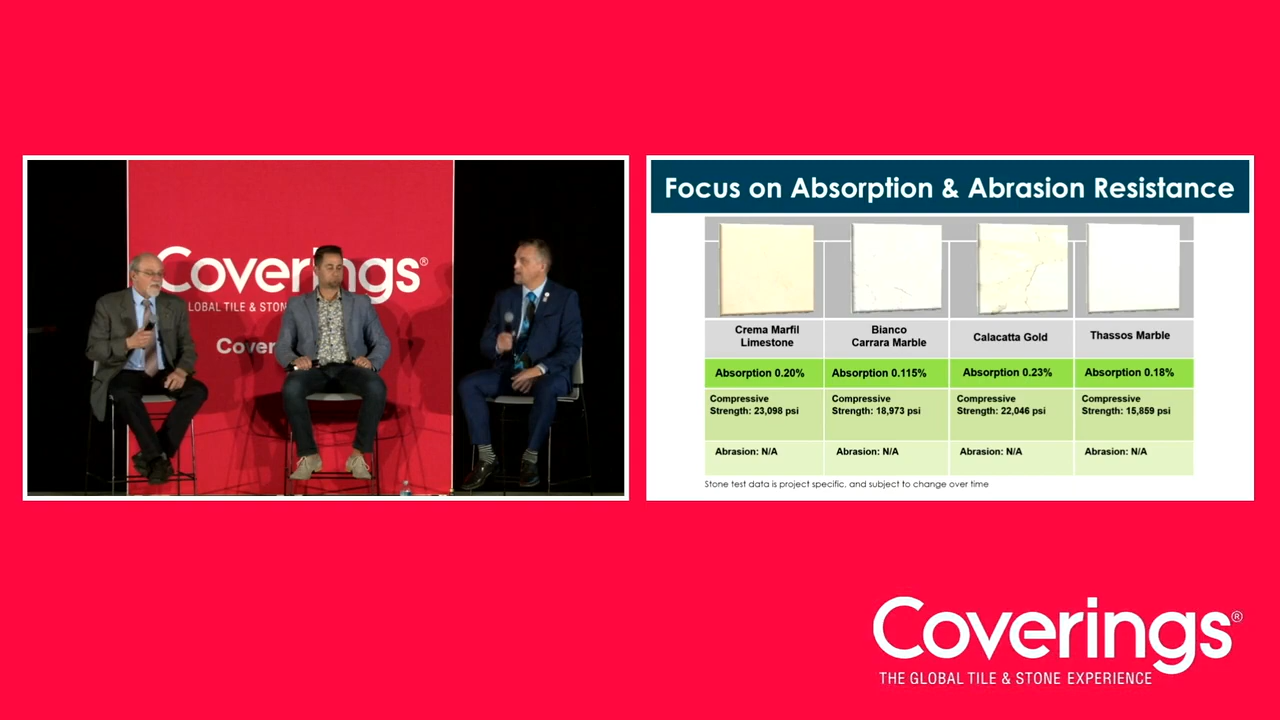 Coverings®
GLOBAL TILE & STON
Cover
Focus on Absorption & Abrasion Resistance
Crema Marfil
Limestone
Bianco
Carrara Marble
Calacatta Gold
Thassos Marble
Absorption 0.20%
Absorption 0.115%
Absorption 0.23%
Absorption 0.18%
Compressive
Strength: 23,098 psi
Compressive
Strength: 18,973 psi
Compressive
Strength: 22,046 psi
Compressive
Strength: 15,859 psi
Abrasion: N/A
Abrasion: N/A
Abrasion: N/A
Abrasion: N/A
Stone test data is project specific, and subject to change over time
Coverings®
THE GLOBAL TILE & STONE EXPERIENCE